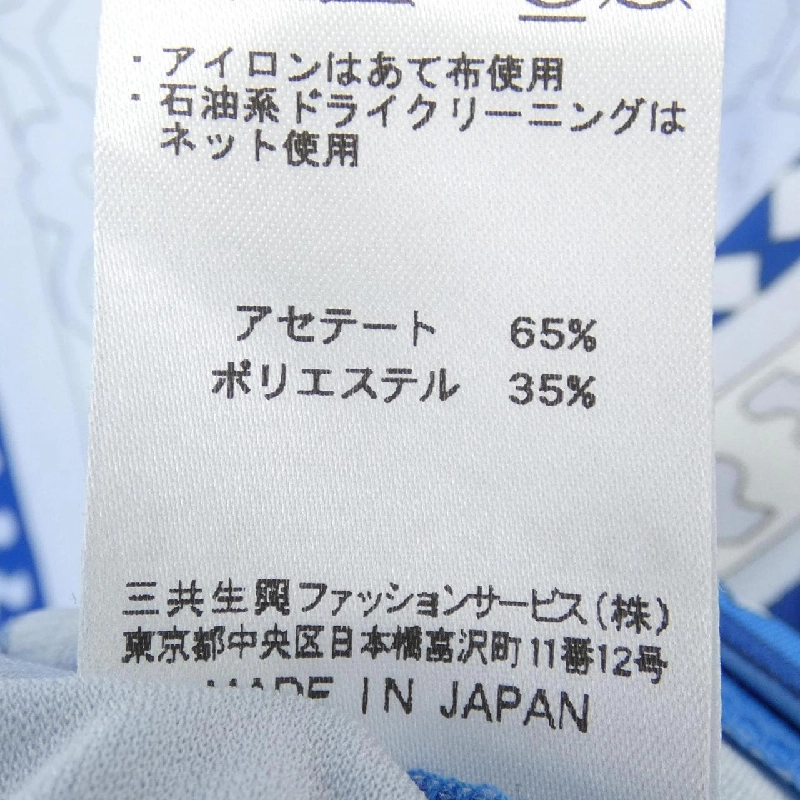 ・アイロンはあて布使用
・石油系ドライクリーニングは
ネット使用
アセテート 65%
ポリエステル 35%
三共生興ファッションサービス(株)
東京都中央区日本橋富沢町11番12号
MADE IN JAPAN